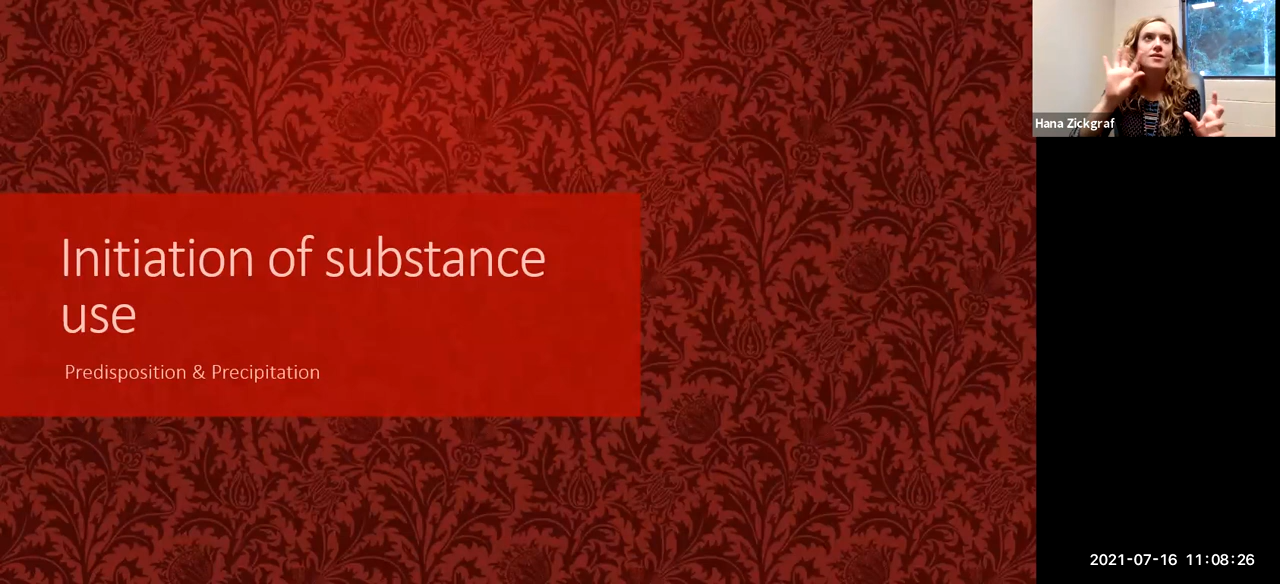 Initiation of substance
use
Predisposition & Precipitation
Hana Zickgraf
2021-07-16 11:08:26